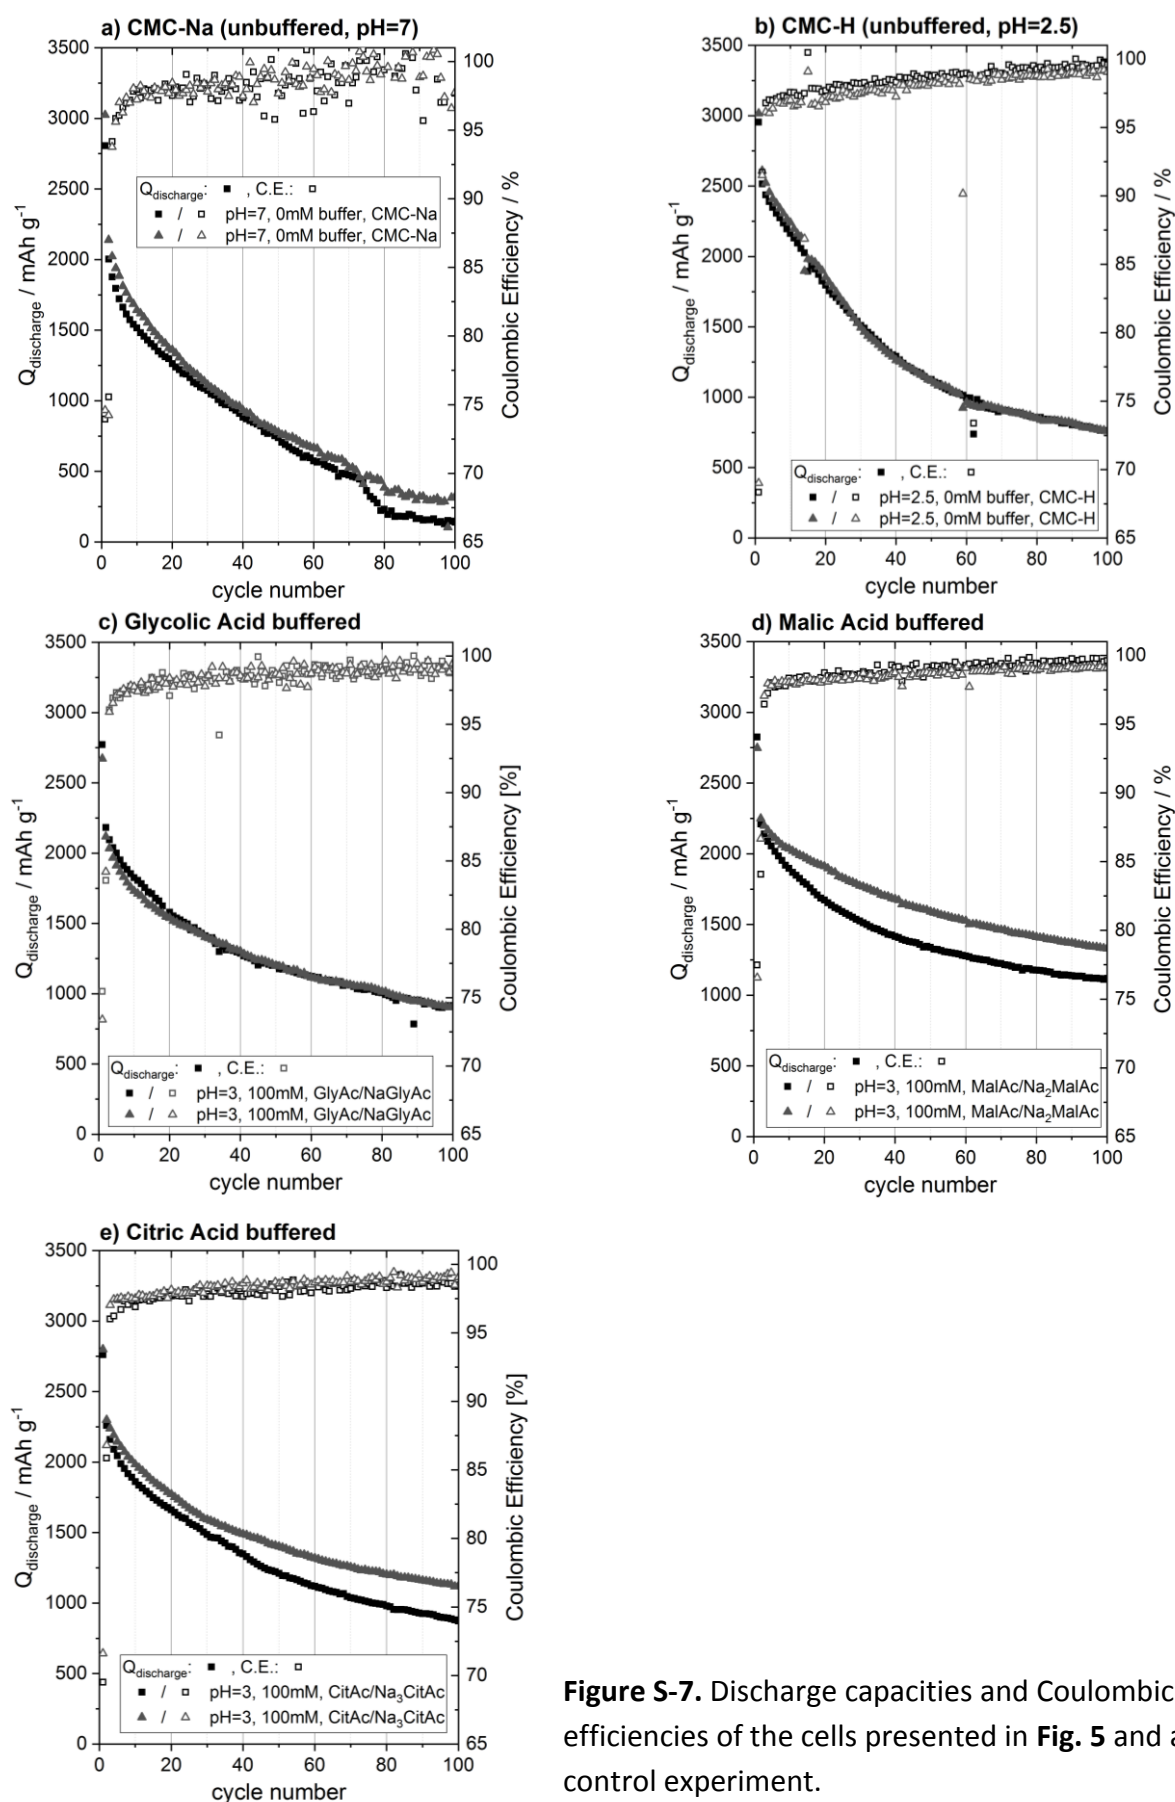 a) CMC-Na (unbuffered, pH=7)
3500
3000
2500
2000
1500
1000
500
0
Q_discharge / mAh g⁻¹
100
95
90
85
80
75
70
65
Coulombic Efficiency / %
Q_discharge: ■ , C.E.: □
■ / □ pH=7, 0mM buffer, CMC-Na
▲ / △ pH=7, 0mM buffer, CMC-Na
0 20 40 60 80 100
cycle number
b) CMC-H (unbuffered, pH=2.5)
3500
3000
2500
2000
1500
1000
500
0
Q_discharge / mAh g⁻¹
100
95
90
85
80
75
70
65
Coulombic Efficiency / %
Q_discharge: ■ , C.E.: □
■ / □ pH=2.5, 0mM buffer, CMC-H
▲ / △ pH=2.5, 0mM buffer, CMC-H
0 20 40 60 80 100
cycle number
c) Glycolic Acid buffered
3500
3000
2500
2000
1500
1000
500
0
Q_discharge / mAh g⁻¹
100
95
90
85
80
75
70
65
Coulombic Efficiency [%]
Q_discharge: ■ , C.E.: □
■ / □ pH=3, 100mM, GlyAc/NaGlyAc
▲ / △ pH=3, 100mM, GlyAc/NaGlyAc
0 20 40 60 80 100
cycle number
d) Malic Acid buffered
3500
3000
2500
2000
1500
1000
500
0
Q_discharge / mAh g⁻¹
100
95
90
85
80
75
70
65
Coulombic Efficiency / %
Q_discharge: ■ , C.E.: □
■ / □ pH=3, 100mM, MalAc/Na₂MalAc
▲ / △ pH=3, 100mM, MalAc/Na₂MalAc
0 20 40 60 80 100
cycle number
e) Citric Acid buffered
3500
3000
2500
2000
1500
1000
500
0
Q_discharge / mAh g⁻¹
100
95
90
85
80
75
70
65
Coulombic Efficiency [%]
Q_discharge: ■ , C.E.: □
■ / □ pH=3, 100mM, CitAc/Na₃CitAc
▲ / △ pH=3, 100mM, CitAc/Na₃CitAc
0 20 40 60 80 100
cycle number
Figure S-7. Discharge capacities and Coulombic
efficiencies of the cells presented in Fig. 5 and a
control experiment.